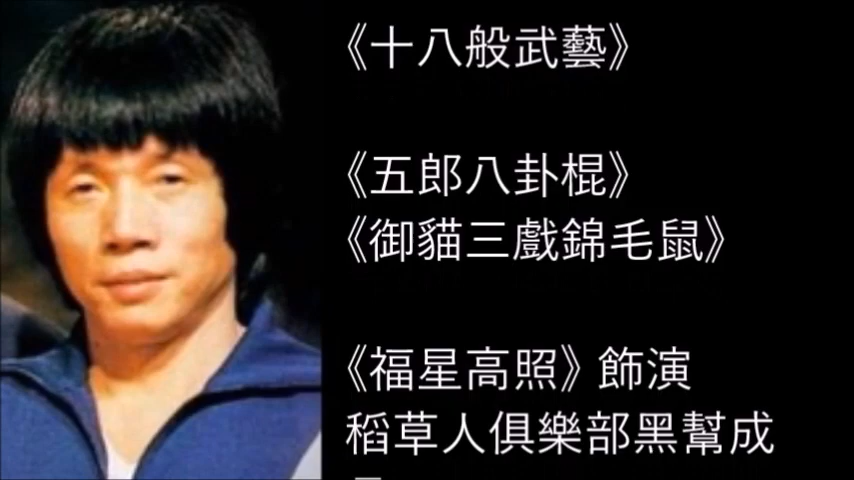 《十八般武藝》
《五郎八卦棍》
《御貓三戲錦毛鼠》
《福星高照》飾演
稻草人俱樂部黑幫成